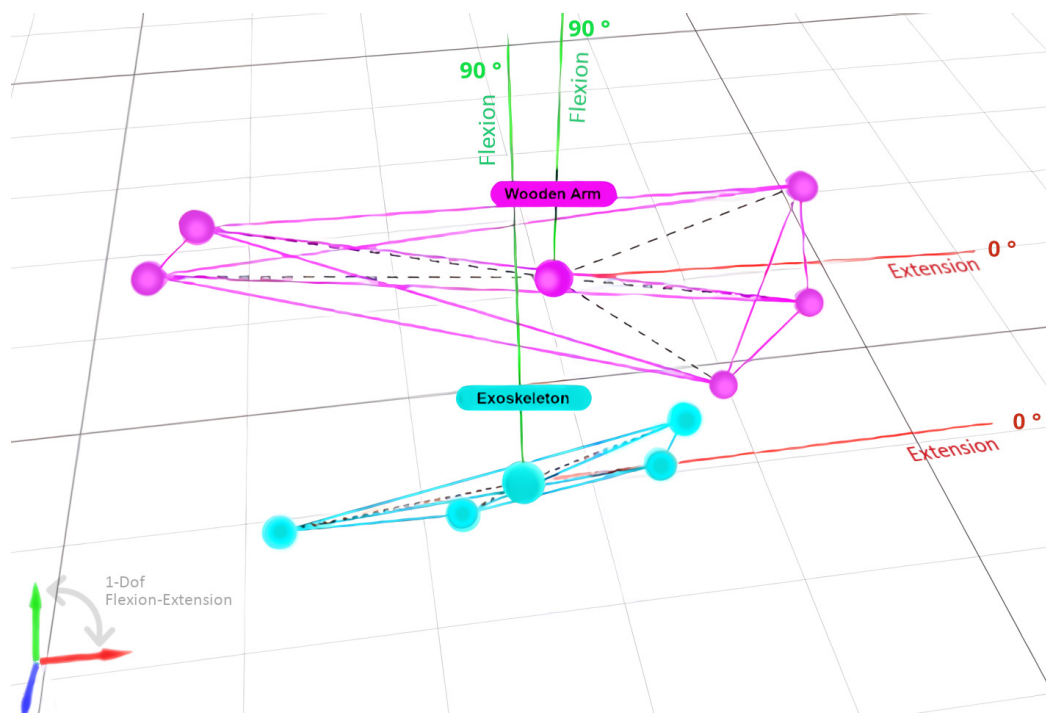 90 °
Flexion
90 °
Flexion
Wooden Arm
0 °
Extension
Exoskeleton
0 °
Extension
1-Dof
Flexion-Extension